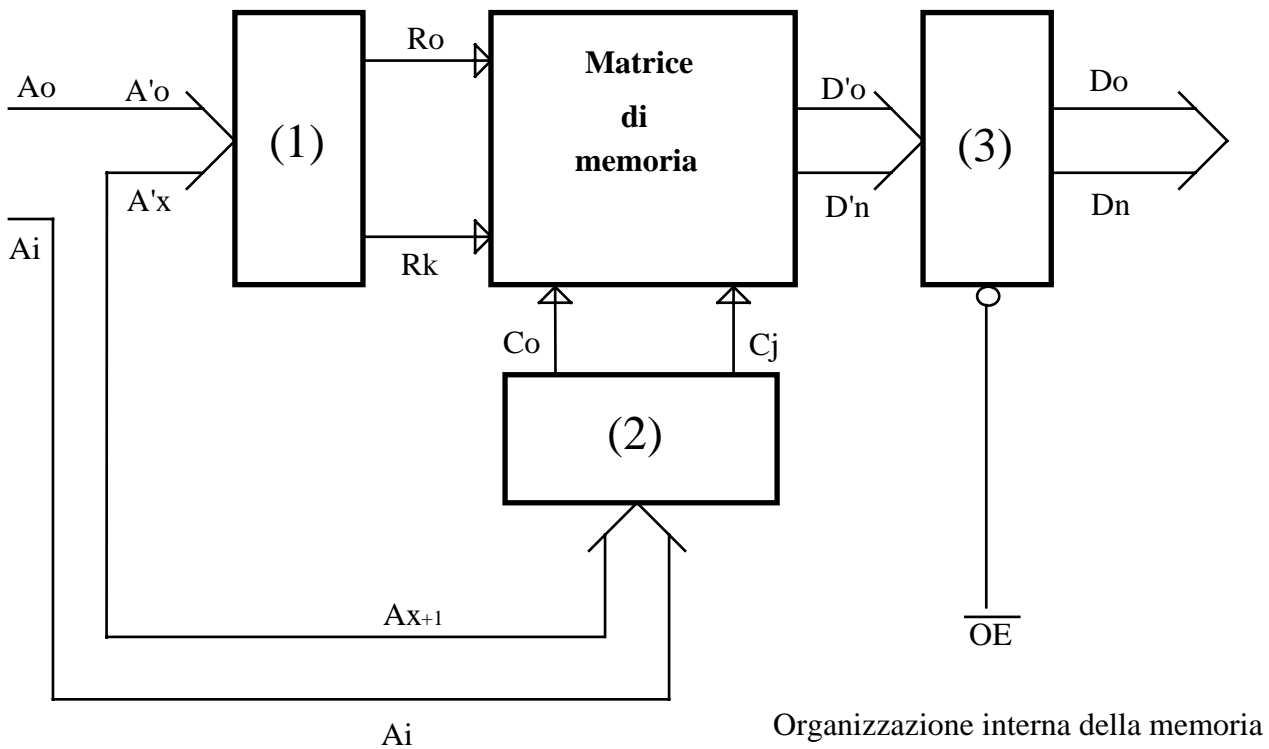 Ro
Matrice
di
memoria
Ao
A'o
D'o
Do
(1)
(3)
A'x
D'n
Dn
Ai
Rk
Co
Cj
(2)
Ax+1
OE
Ai
Organizzazione interna della memoria